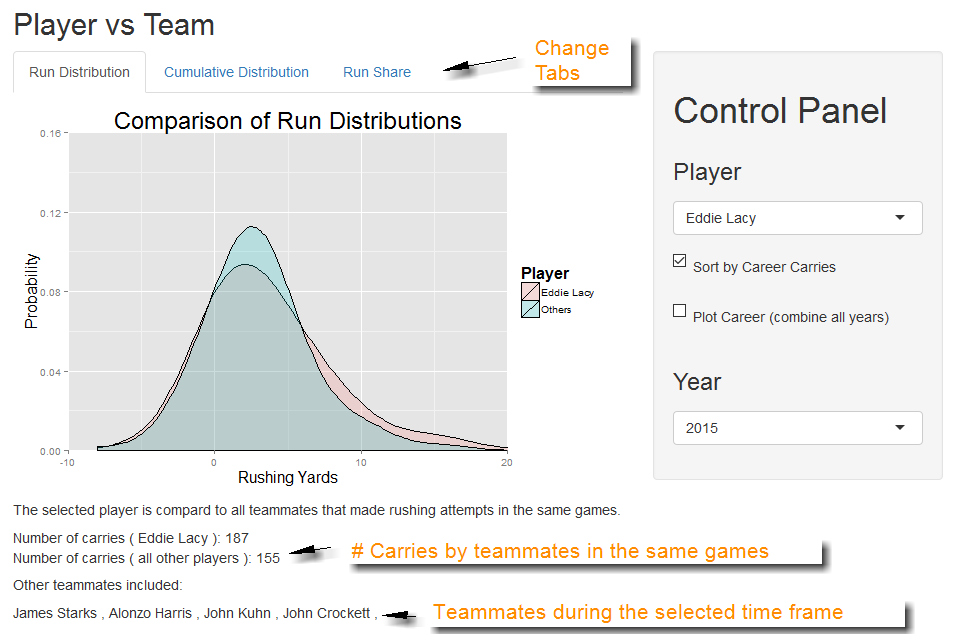 Player vs Team
Run Distribution
Cumulative Distribution
Run Share
Change
Tabs
Comparison of Run Distributions
0.16
0.12
0.08
0.04
0.00
Probability
-10
0
10
20
Rushing Yards
Player
Eddie Lacy
Others
Control Panel
Player
Eddie Lacy
Sort by Career Carries
Plot Career (combine all years)
Year
2015
The selected player is compard to all teammates that made rushing attempts in the same games.
Number of carries ( Eddie Lacy ): 187
Number of carries ( all other players ): 155
# Carries by teammates in the same games
Other teammates included:
James Starks , Alonzo Harris , John Kuhn , John Crockett ,
Teammates during the selected time frame